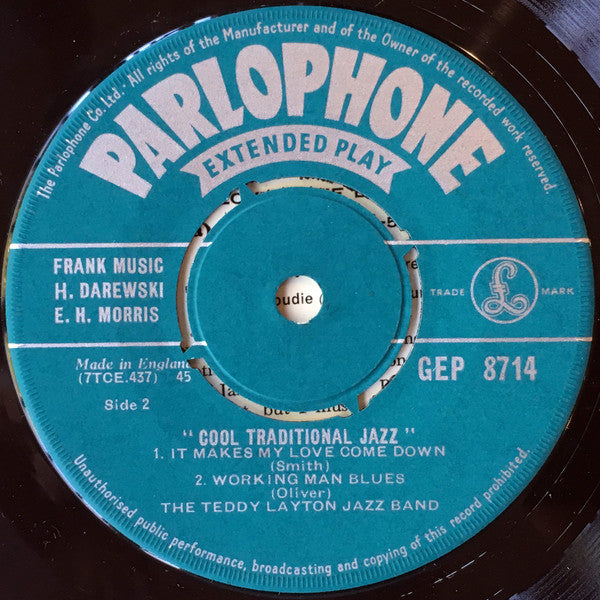 The Parlophone Co. Ltd. · All rights of the Manufacturer and of the Owner of the recorded work reserved.
PARLOPHONE
EXTENDED PLAY
FRANK MUSIC
H. DAREWSKI
E. H. MORRIS
TRADE MARK
£
oudie
Made in England
(7TCE.437) 45
GEP 8714
Side 2
but
"COOL TRADITIONAL JAZZ"
1. IT MAKES MY LOVE COME DOWN
(Smith)
2. WORKING MAN BLUES
(Oliver)
THE TEDDY LAYTON JAZZ BAND
Unauthorised public performance, broadcasting and copying of this record prohibited.